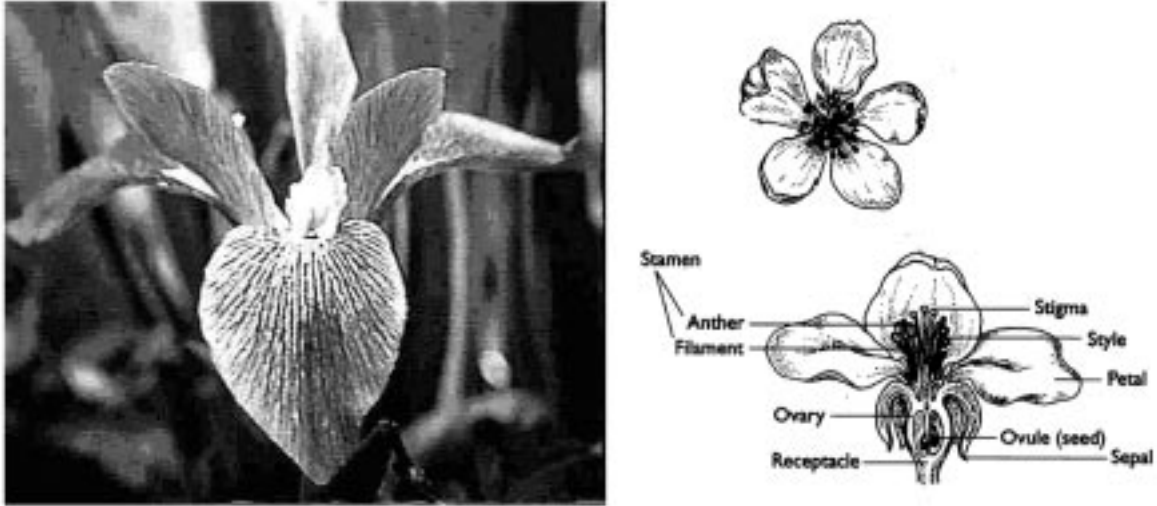 Stamen
Stigma
Anther
Style
Filament
Petal
Ovary
Ovule (seed)
Receptacle
Sepal